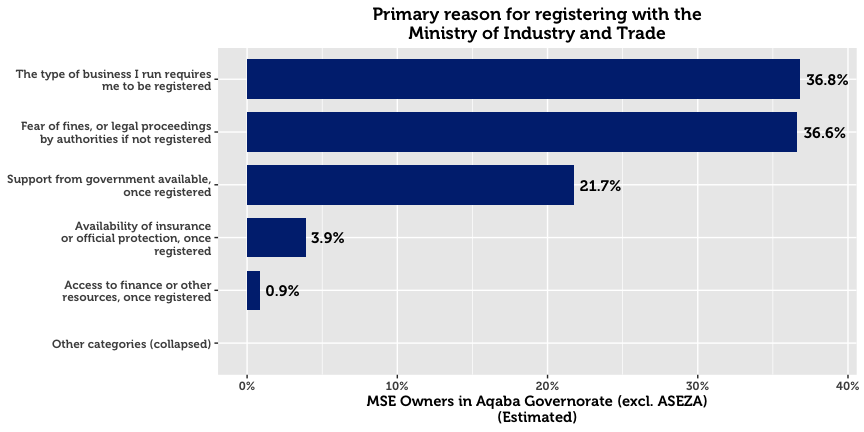 Primary reason for registering with the
Ministry of Industry and Trade
The type of business I run requires
me to be registered
36.8%
Fear of fines, or legal proceedings
by authorities if not registered
36.6%
Support from government available,
once registered
21.7%
Availability of insurance
or official protection, once
registered
3.9%
Access to finance or other
resources, once registered
0.9%
Other categories (collapsed)
0%
10%
20%
30%
40%
MSE Owners in Aqaba Governorate (excl. ASEZA)
(Estimated)